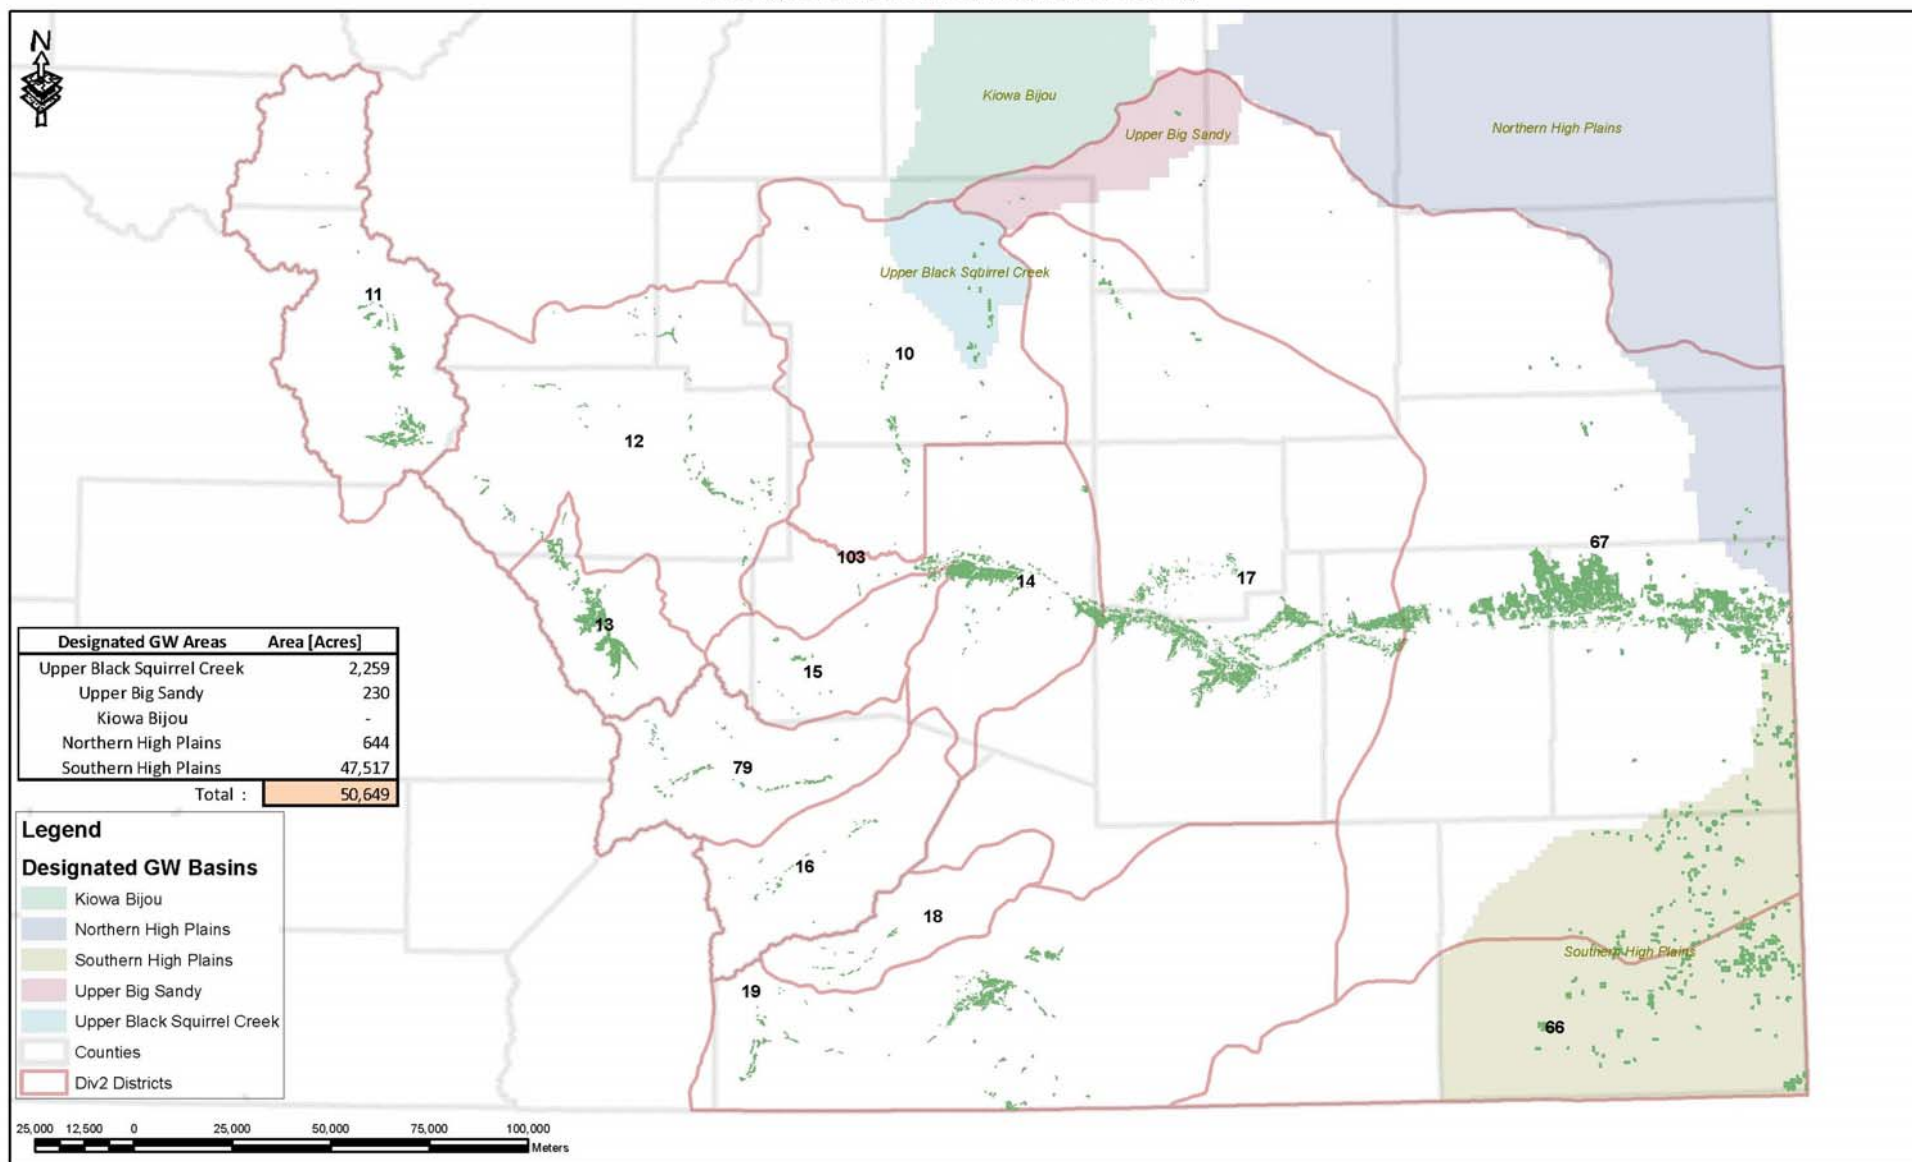 N
Kiowa Bijou
Upper Big Sandy
Northern High Plains
Upper Black Squirrel Creek
11
10
12
103
14
17
67
13
15
79
16
18
19
Southern High Plains
66
Designated GW Areas Area [Acres]
Upper Black Squirrel Creek 2,259
Upper Big Sandy 230
Kiowa Bijou -
Northern High Plains 644
Southern High Plains 47,517
Total : 50,649
Legend
Designated GW Basins
Kiowa Bijou
Northern High Plains
Southern High Plains
Upper Big Sandy
Upper Black Squirrel Creek
Counties
Div2 Districts
25,000 12,500 0 25,000 50,000 75,000 100,000
Meters